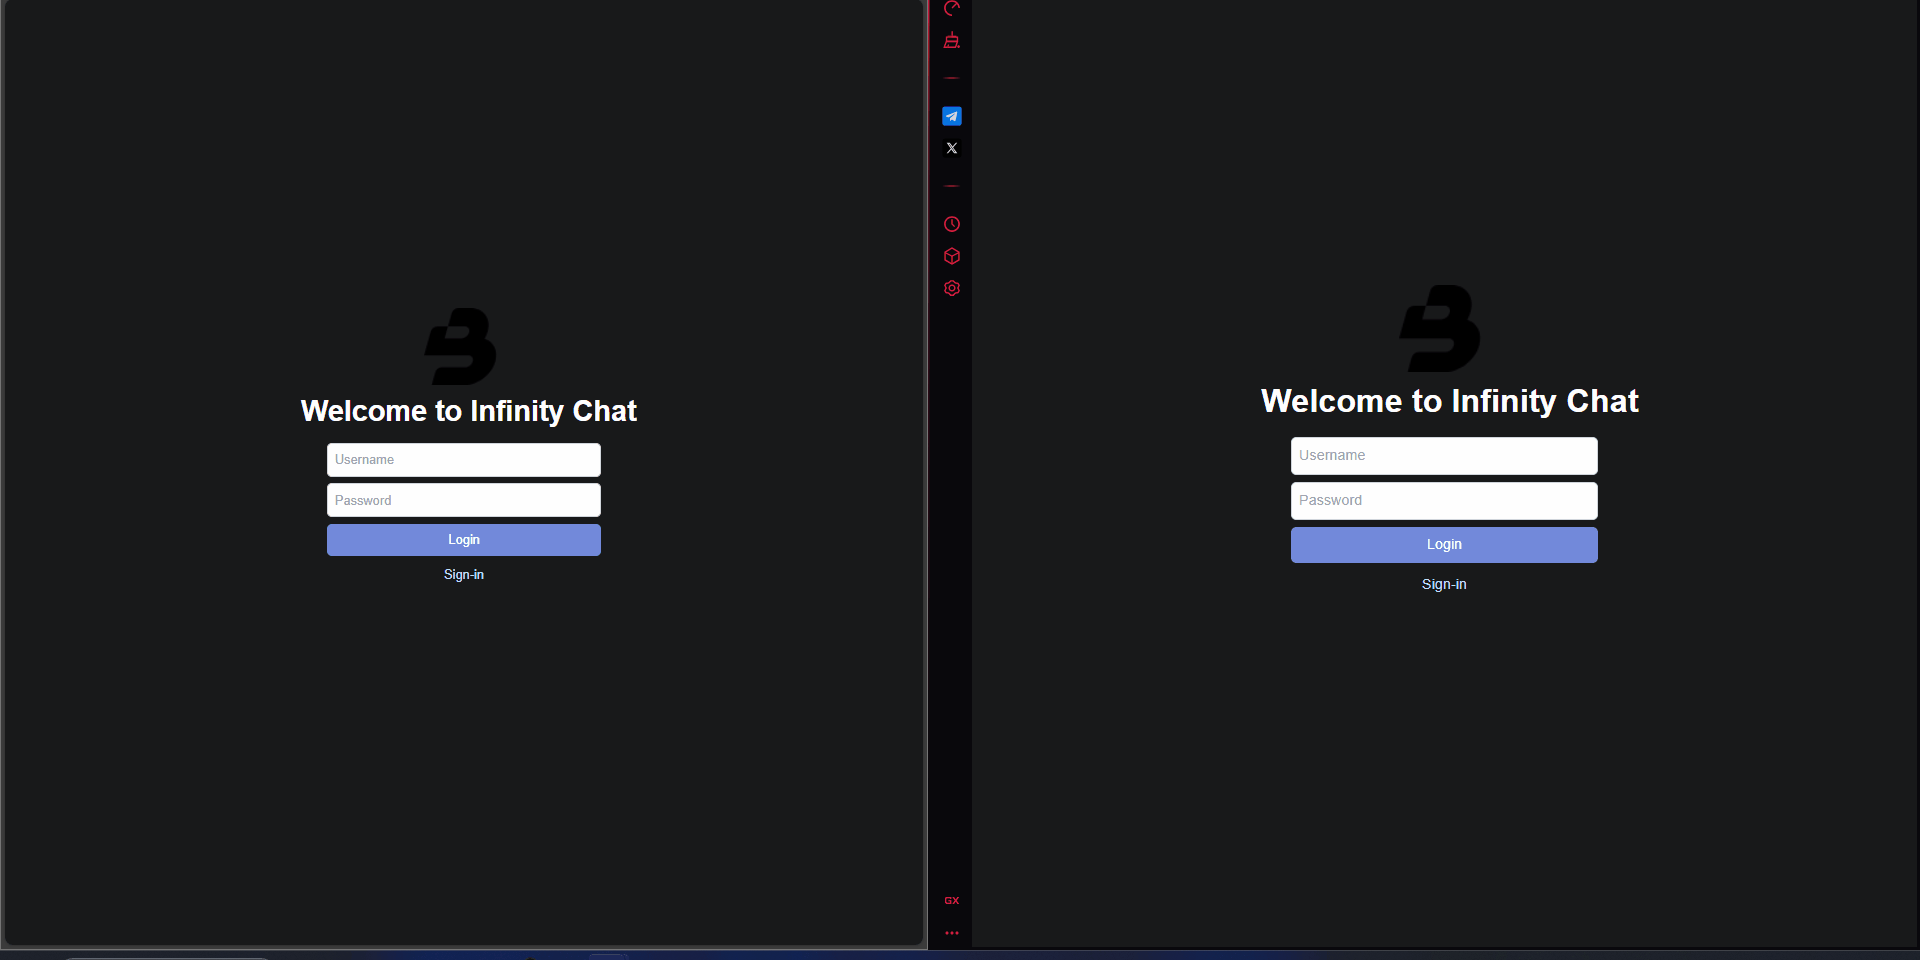 Welcome to Infinity Chat
Username
Password
Login
Sign-in
GX
Welcome to Infinity Chat
Username
Password
Login
Sign-in